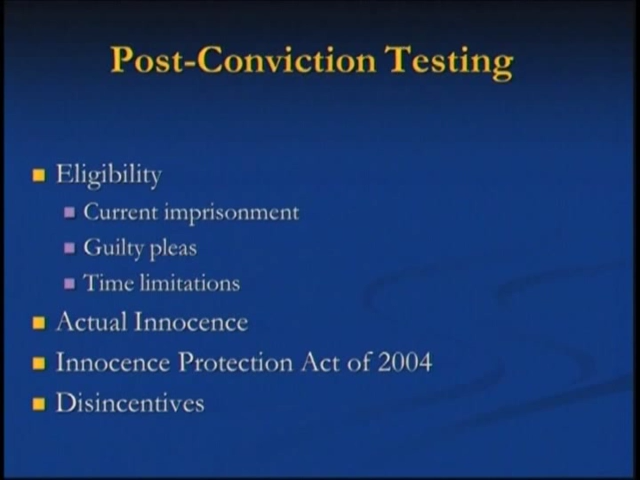 Post-Conviction Testing
Eligibility
Current imprisonment
Guilty pleas
Time limitations
Actual Innocence
Innocence Protection Act of 2004
Disincentives